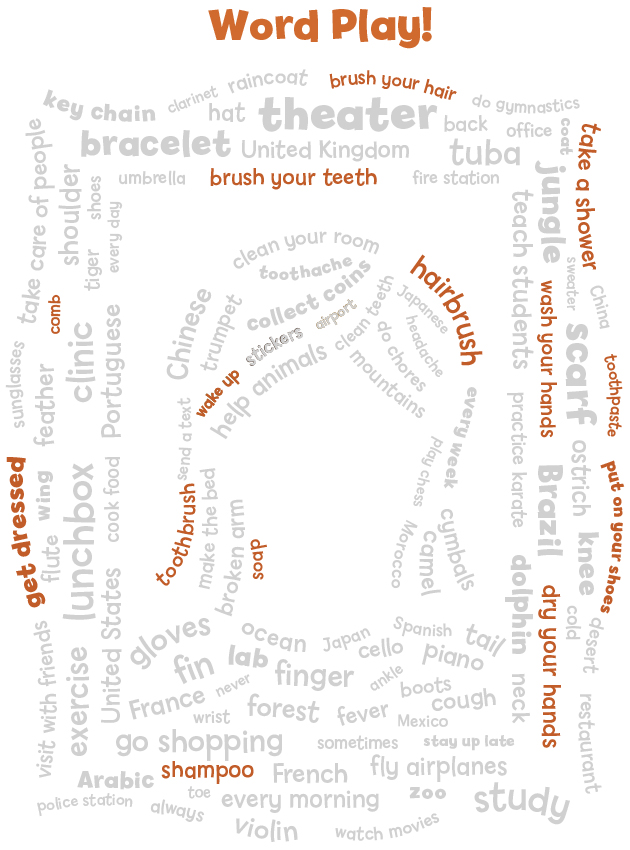 Word Play!
raincoat
brush your hair
key chain
clarinet
hat
theater
do gymnastics
back
office
coat
take a shower
bracelet
United Kingdom
tuba
umbrella
brush your teeth
fire station
take care of people
shoulder
shoes
tiger
every day
jungle
teach students
sweater
China
clean your room
toothache
collect coins
Chinese
trumpet
stickers
airport
clean teeth
Japanese
headache
hairbrush
do chores
mountains
wake up
help animals
comb
clinic
Portuguese
sunglasses
feather
wash your hands
scarf
toothpaste
send a text
every week
play chess
practice karate
ostrich
get dressed
wing
flute
lunchbox
cook food
toothbrush
make the bed
broken arm
soap
Morocco
camel
cymbals
Brazil
knee
put on your shoes
dolphin
dry your hands
cold
desert
visit with friends
exercise
United States
gloves
ocean
Japan
Spanish
tail
fin
lab
cello
piano
finger
ankle
boots
cough
neck
restaurant
France
never
wrist
forest
fever
Mexico
go shopping
sometimes
stay up late
Arabic
shampoo
French
fly airplanes
police station
always
toe
every morning
zoo
study
violin
watch movies